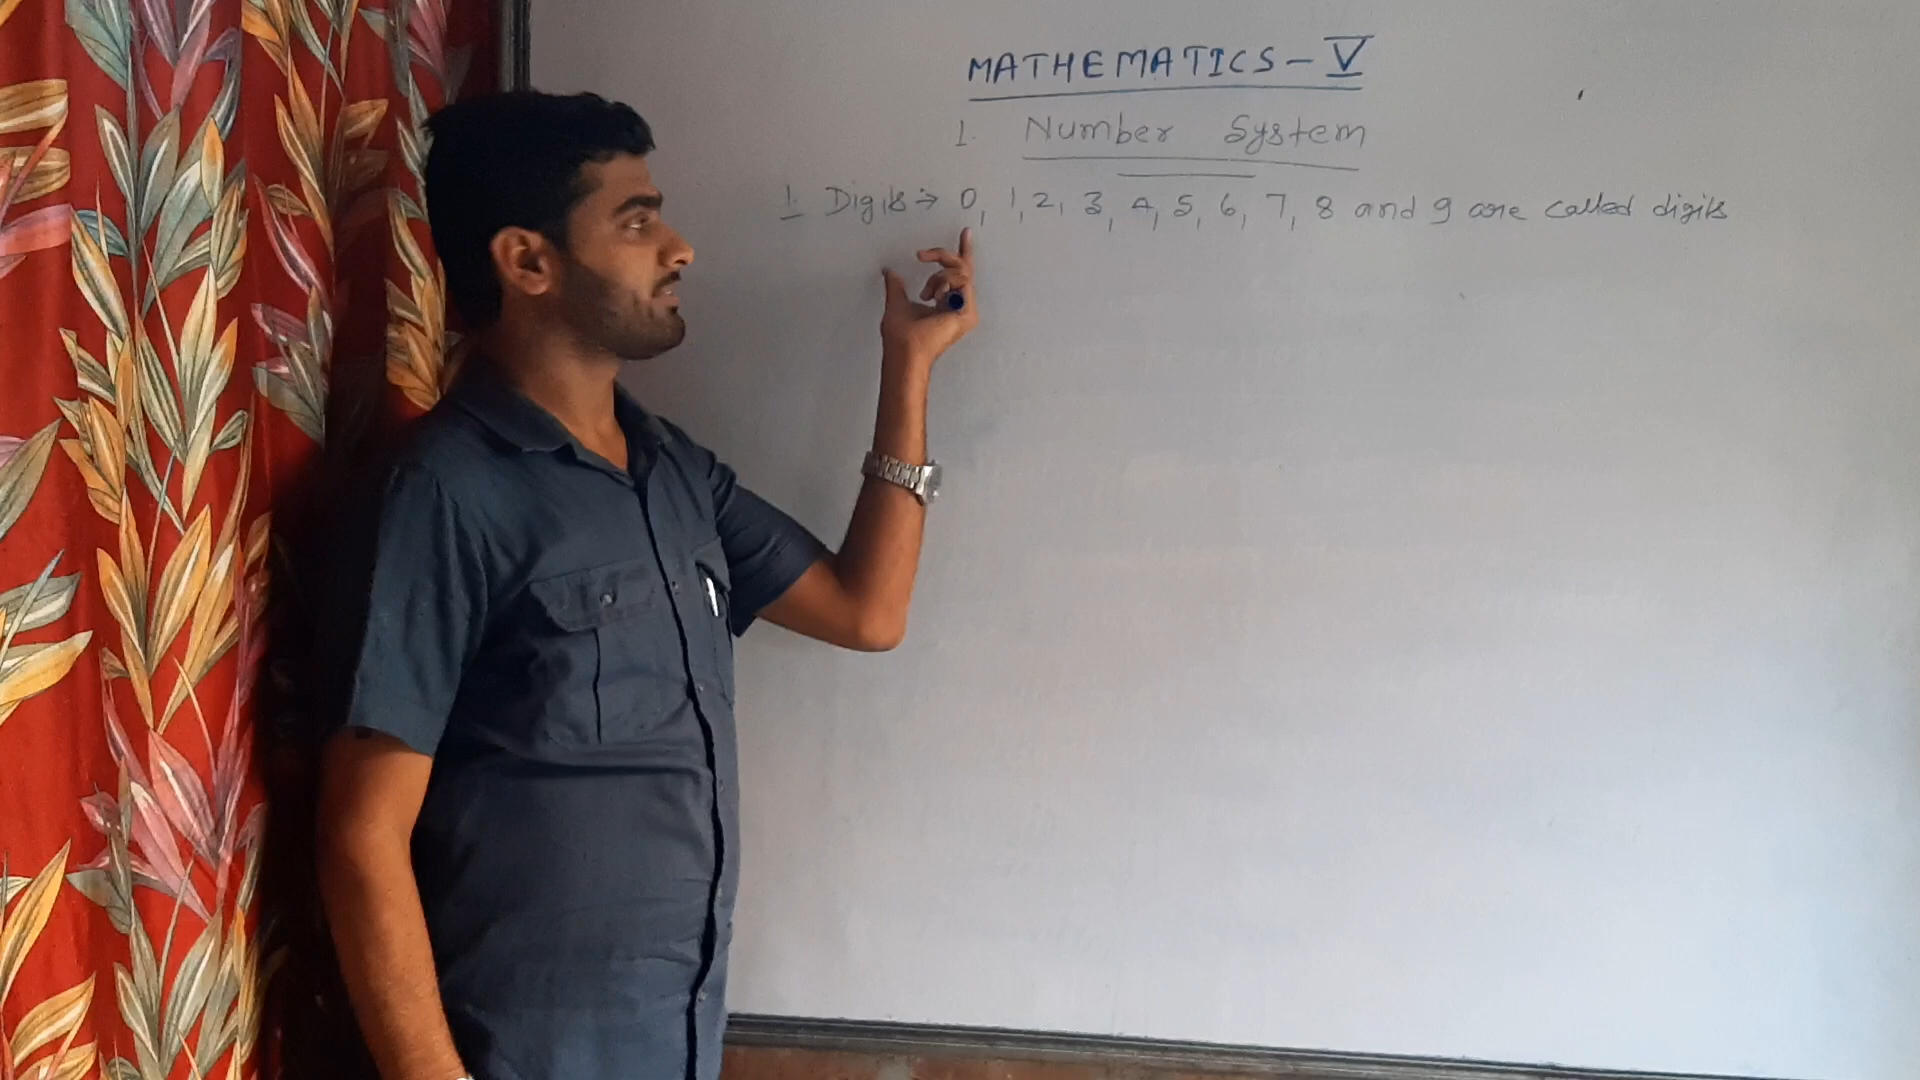 MATHEMATICS - V
1. Number System
1. Digits → 0, 1, 2, 3, 4, 5, 6, 7, 8 and 9 are called digits